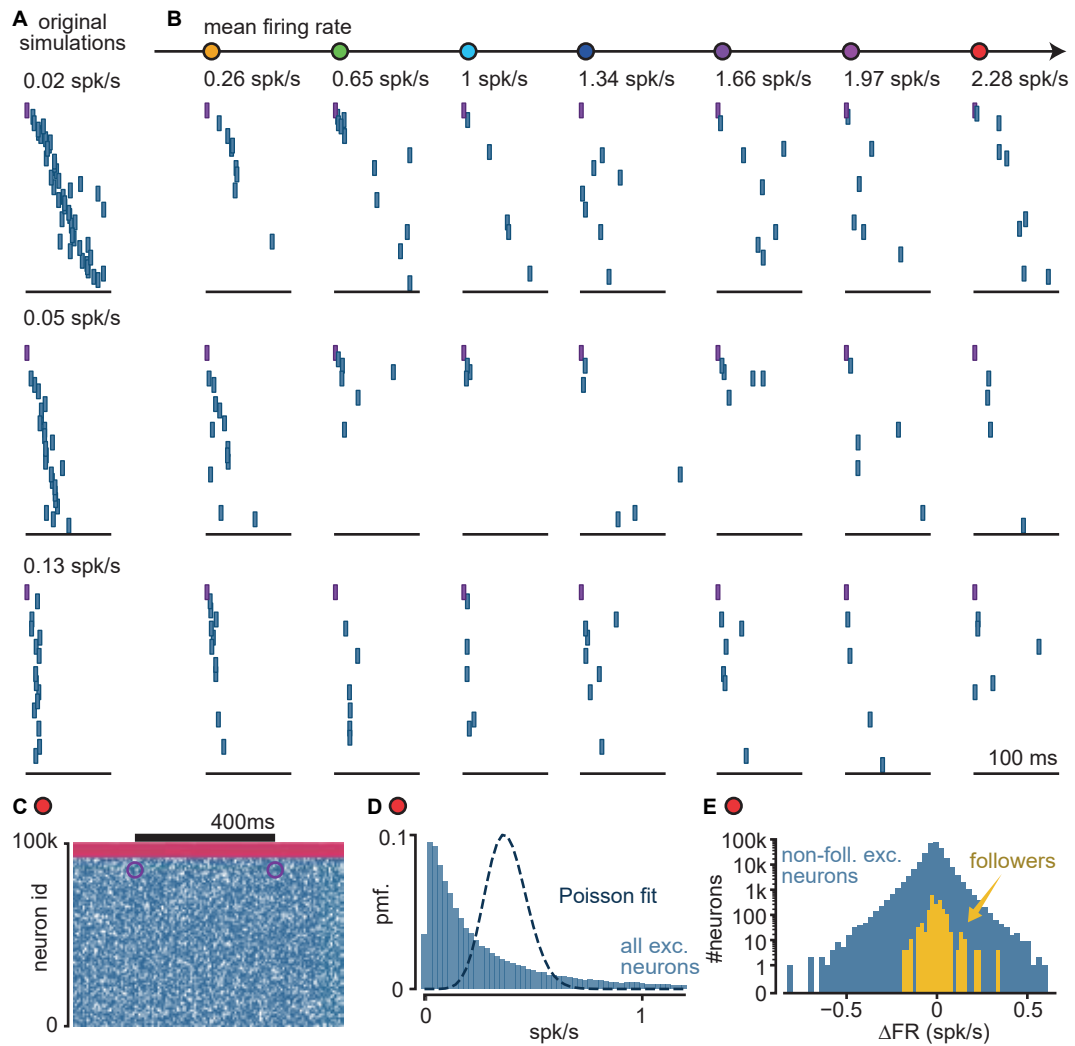 A
original
simulations
B
mean firing rate
0.02 spk/s
0.26 spk/s
0.65 spk/s
1 spk/s
1.34 spk/s
1.66 spk/s
1.97 spk/s
2.28 spk/s
0.05 spk/s
0.13 spk/s
100 ms
C
400ms
100k
neuron id
0
D
0.1
pmf.
0
Poisson fit
all exc.
neurons
0
1
spk/s
E
100k
10k
1k
100
10
1
0
#neurons
non-foll. exc.
neurons
followers
−0.5
0
0.5
ΔFR (spk/s)